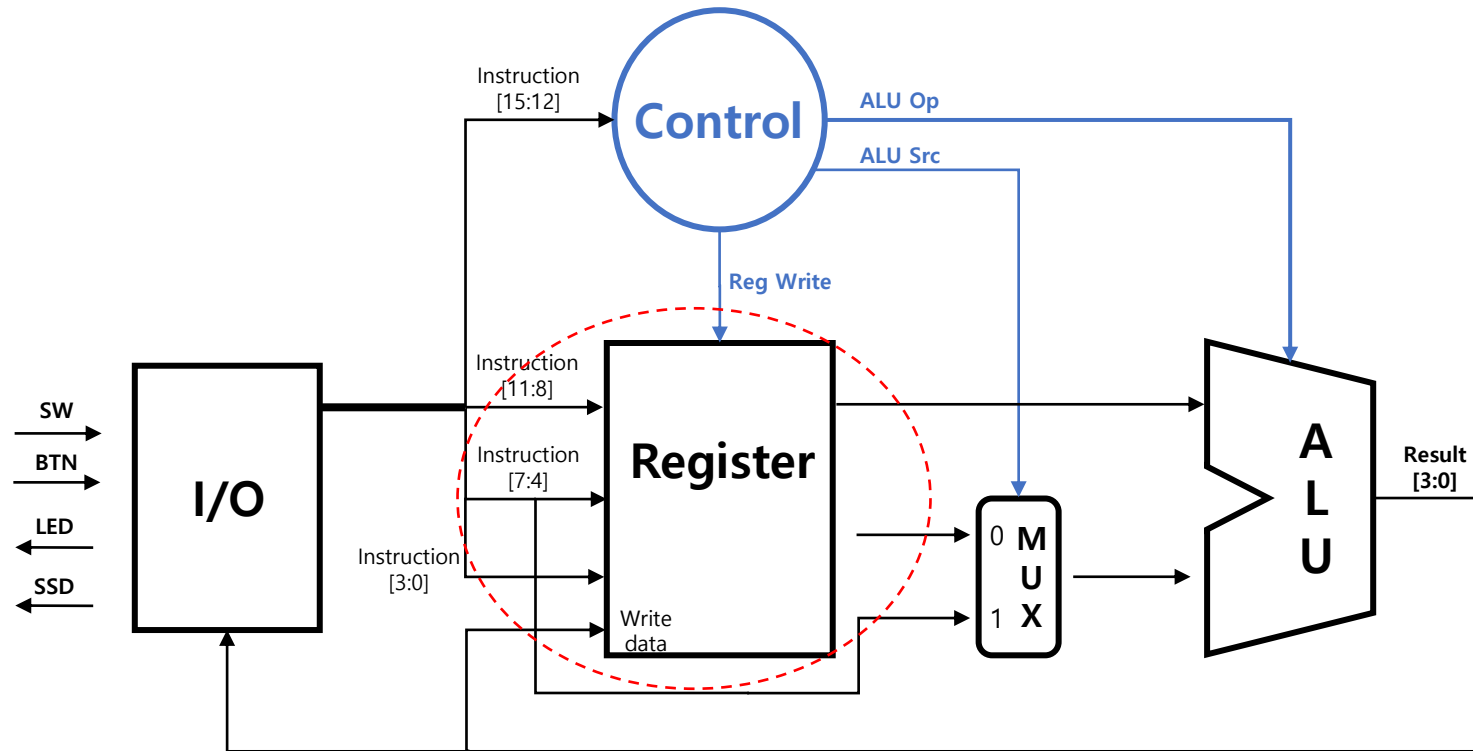 Instruction
[15:12]
Control
ALU Op
ALU Src
Reg Write
SW
BTN
LED
SSD
I/O
Instruction
[11:8]
Instruction
[7:4]
Instruction
[3:0]
Register
Write
data
0
1
M
U
X
A
L
U
Result
[3:0]